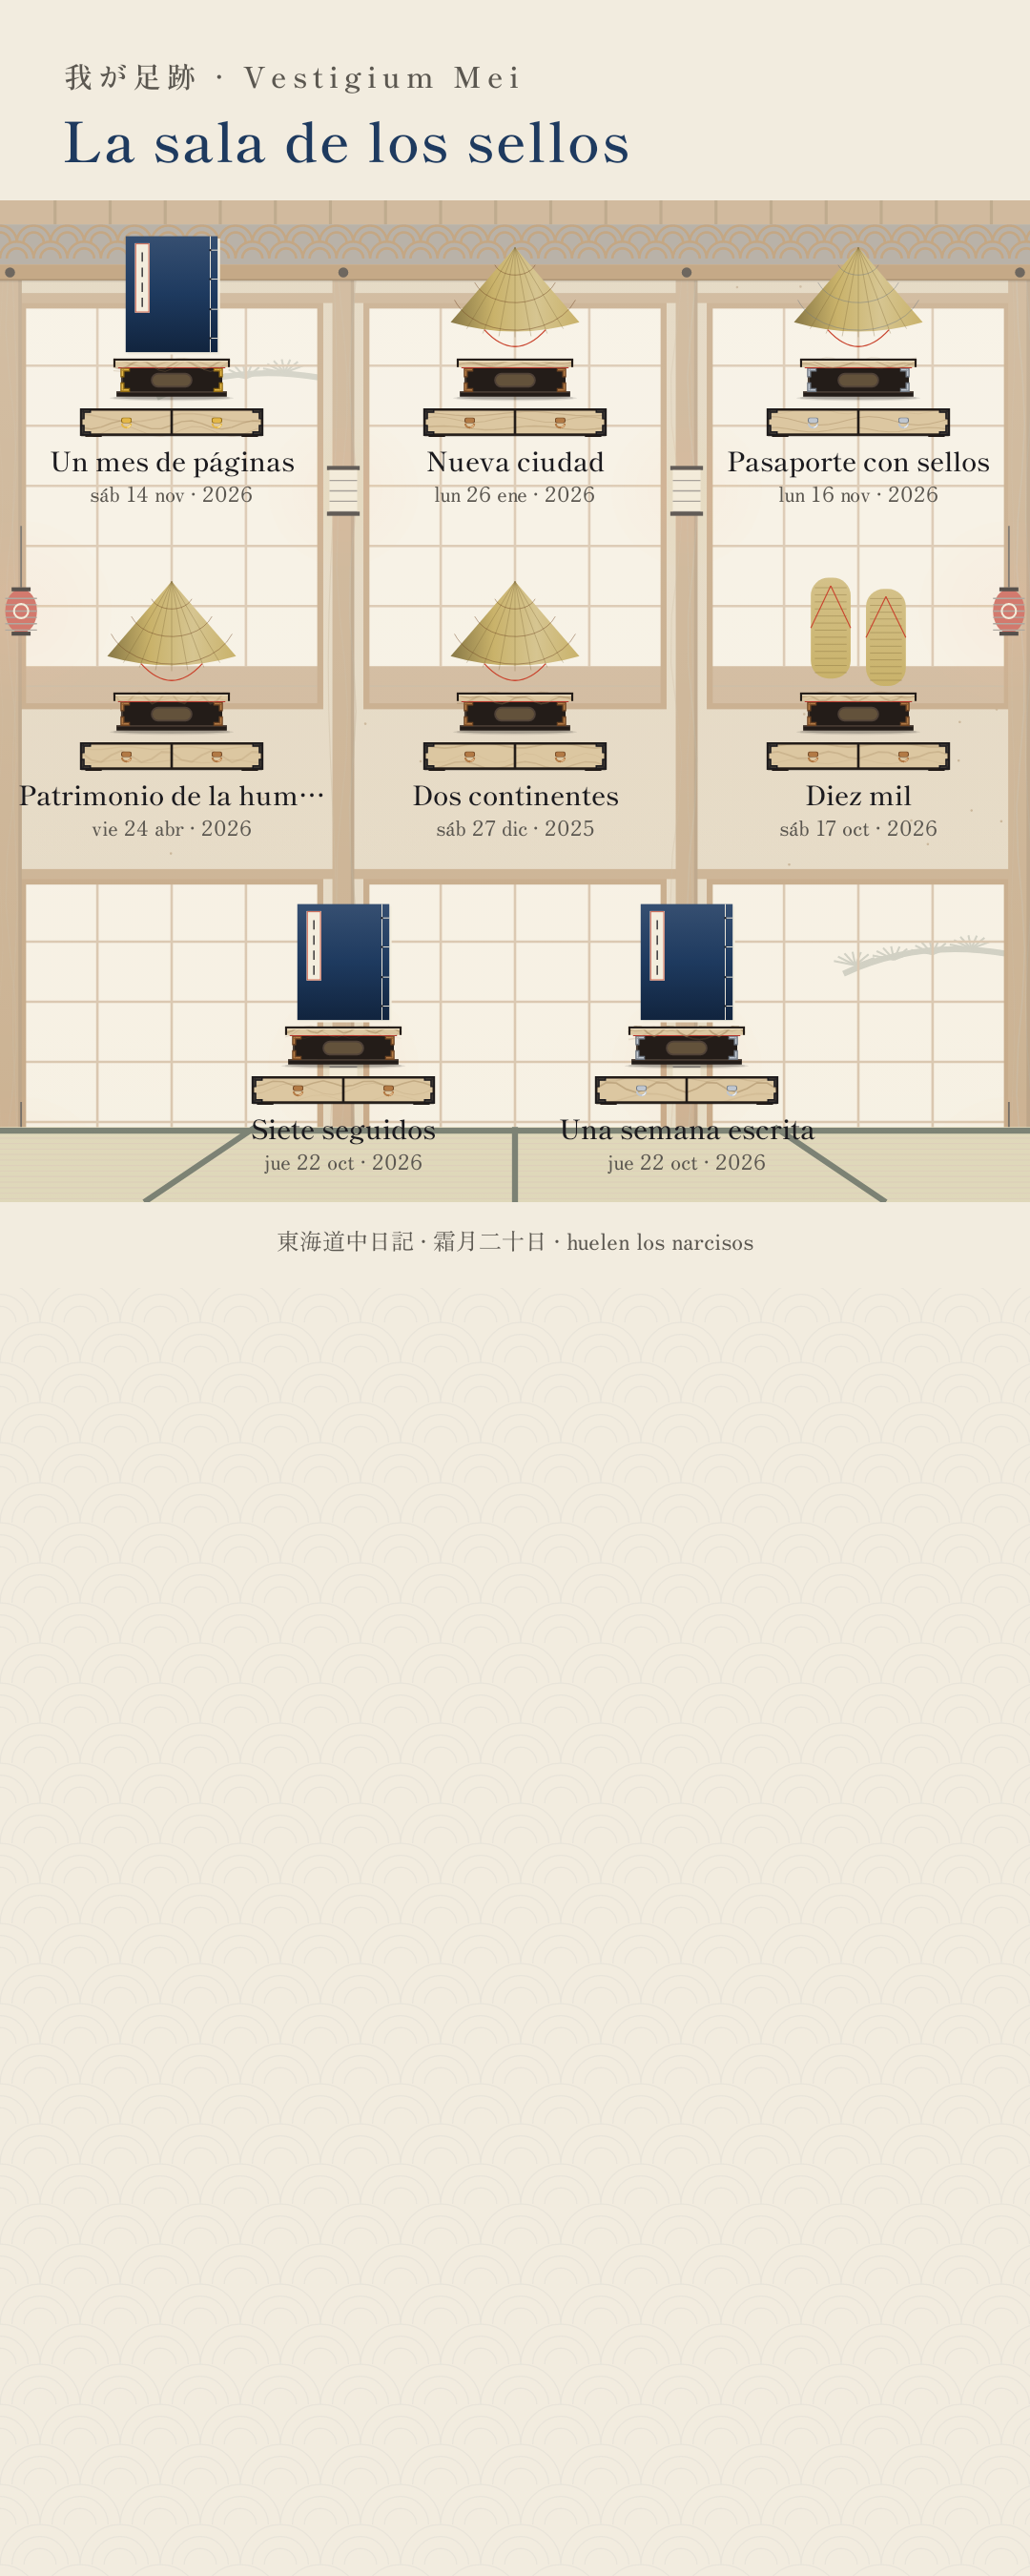 我が足跡 · Vestigium Mei
La sala de los sellos
Un mes de páginas
sáb 14 nov · 2026
Nueva ciudad
lun 26 ene · 2026
Pasaporte con sellos
lun 16 nov · 2026
Patrimonio de la hum…
vie 24 abr · 2026
Dos continentes
sáb 27 dic · 2025
Diez mil
sáb 17 oct · 2026
Siete seguidos
jue 22 oct · 2026
Una semana escrita
jue 22 oct · 2026
東海道中日記 · 霜月二十日 · huelen los narcisos